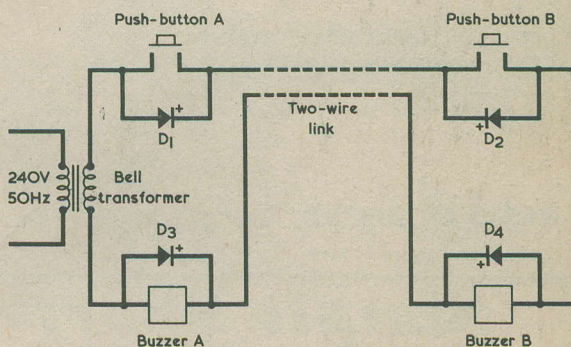 Push-button A
Push-button B
+
D1
+
D2
Two-wire
link
240V
50Hz
Bell
transformer
D3
+
D4
+
Buzzer A
Buzzer B